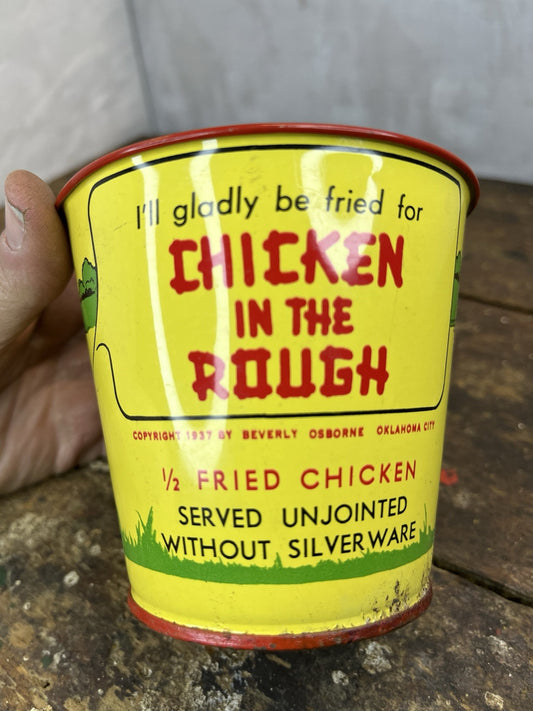 I'll gladly be fried for
CHICKEN
IN THE
ROUGH
COPYRIGHT 1937 BY BEVERLY OSBORNE OKLAHOMA CITY
1/2 FRIED CHICKEN
SERVED UNJOINTED
WITHOUT SILVERWARE